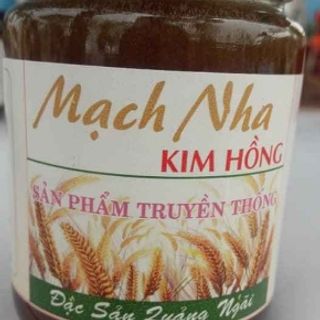 Mạch Nha
KIM HỒNG
SẢN PHẨM TRUYỀN THỐNG
Đặc Sản Quảng Ngãi